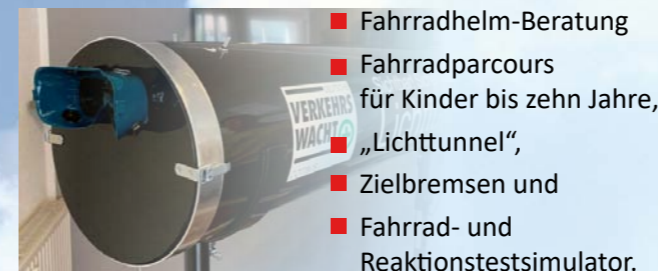 Fahrradhelm-Beratung
Fahrradparcours
für Kinder bis zehn Jahre,
„Lichttunnel“,
Zielbremsen und
Fahrrad- und
Reaktionstestsimulator.
VERKEHRS
WACHT